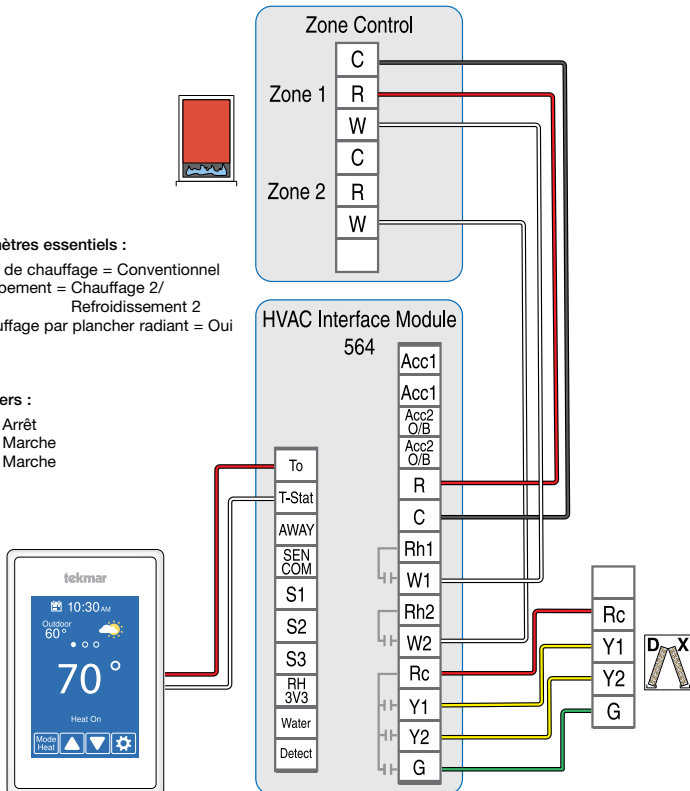 Zone Control
C
Zone 1 R
W
C
Zone 2 R
W
mètres essentiels :
de chauffage = Conventionnel
pement = Chauffage 2/
Refroidissement 2
uffage par plancher radiant = Oui
ers :
Arrêt
Marche
Marche
HVAC Interface Module
564
Acc1
Acc1
Acc2
O/B
Acc2
O/B
R
C
Rh1
W1
Rh2
W2
Rc
Y1
Y2
G
To
T-Stat
AWAY
SEN
COM
S1
S2
S3
RH
3V3
Water
Detect
tekmar
10:30 AM
Outdoor
60°
70°
Heat On
Mode
Heat
Rc
Y1
Y2
G
D X